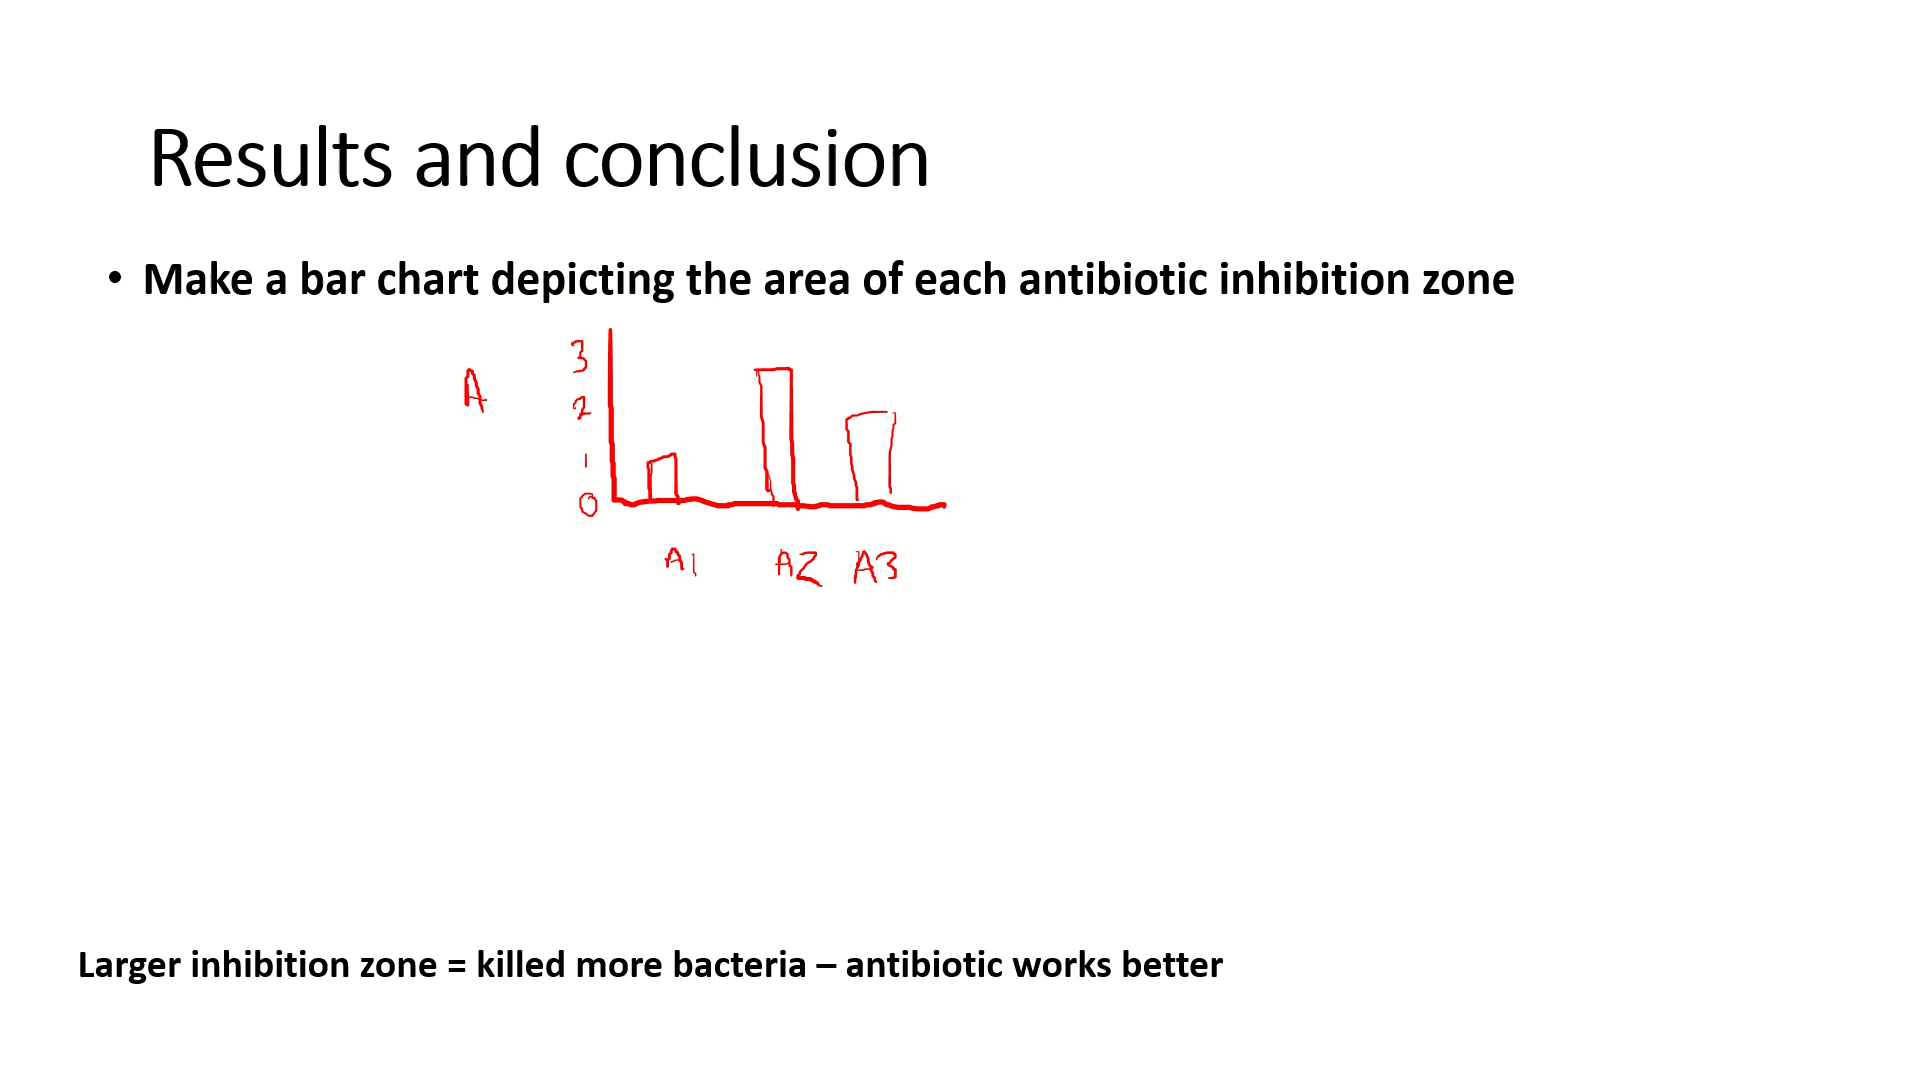 Results and conclusion
• Make a bar chart depicting the area of each antibiotic inhibition zone
3
A
2
1
0
A1 A2 A3
Larger inhibition zone = killed more bacteria – antibiotic works better